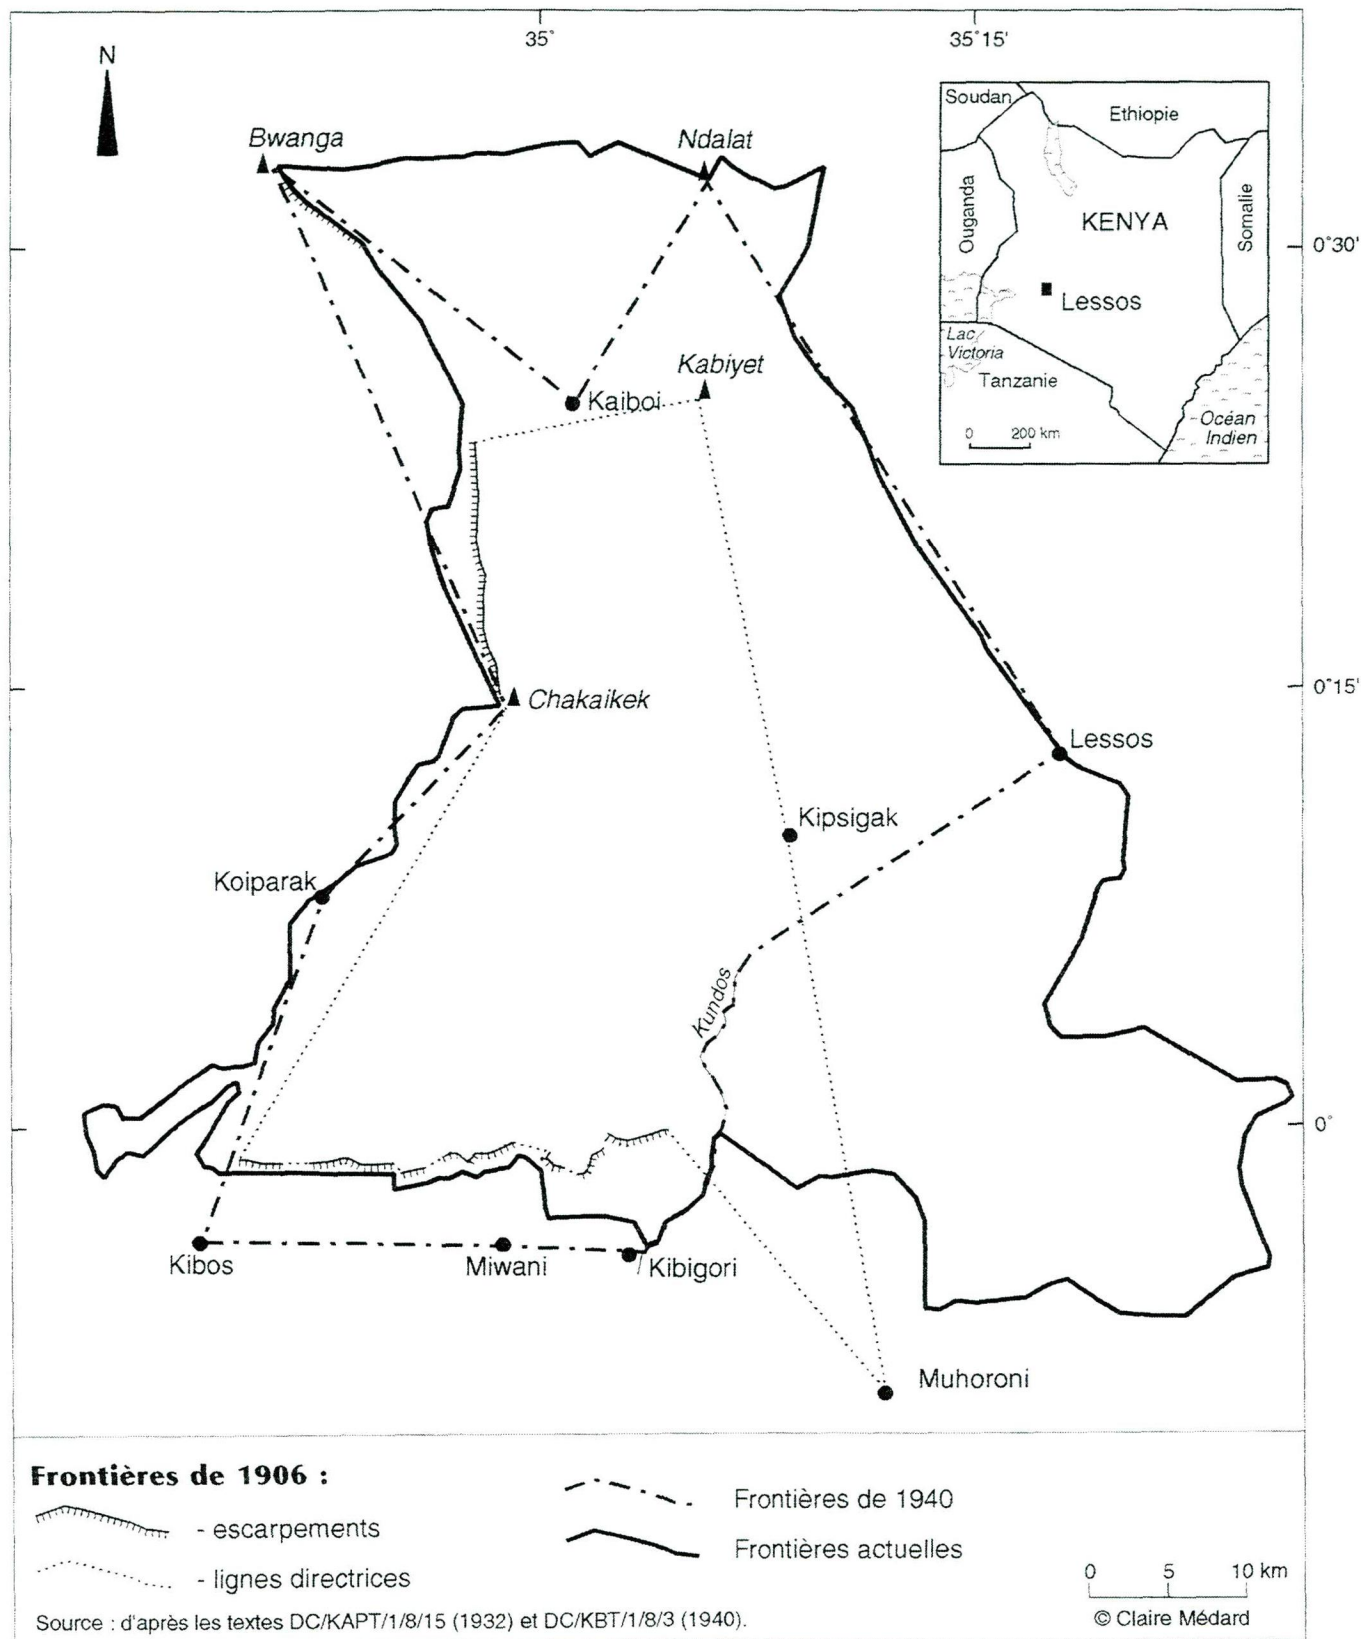 35°
35°15'
N
Bwanga
Ndalat
Soudan
Ethiopie
Ouganda
KENYA
Somalie
Lessos
Lac
Victoria
Tanzanie
Océan
Indien
0 200 km
0°30'
Kabiyet
Kaiboi
Chakaikek
0°15'
Lessos
Kipsigak
Koiparak
Kundos
0°
Kibos
Miwani
Kibigori
Muhoroni
Frontières de 1906 :
- escarpements
- lignes directrices
Frontières de 1940
Frontières actuelles
0 5 10 km
Source : d'après les textes DC/KAPT/1/8/15 (1932) et DC/KBT/1/8/3 (1940).
© Claire Médard